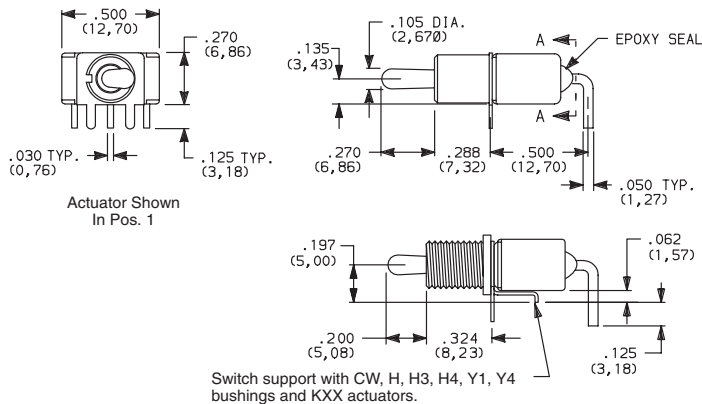 .500
(12,70)
.270
(6,86)
.030 TYP.
(0,76)
.125 TYP.
(3,18)
Actuator Shown
In Pos. 1
.105 DIA.
(2,670)
.135
(3,43)
A
EPOXY SEAL
A
.270
(6,86)
.288
(7,32)
.500
(12,70)
.050 TYP.
(1,27)
.197
(5,00)
.062
(1,57)
.200
(5,08)
.324
(8,23)
.125
(3,18)
Switch support with CW, H, H3, H4, Y1, Y4
bushings and KXX actuators.